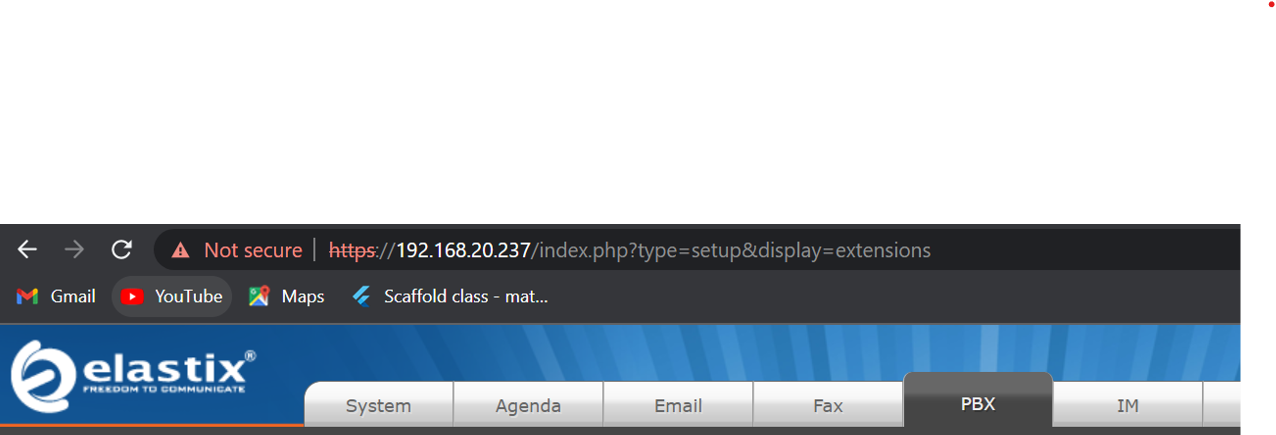 Not secure | https://192.168.20.237/index.php?type=setup&display=extensions
Gmail YouTube Maps Scaffold class - mat...
elastix®
FREEDOM TO COMMUNICATE
System Agenda Email Fax PBX IM